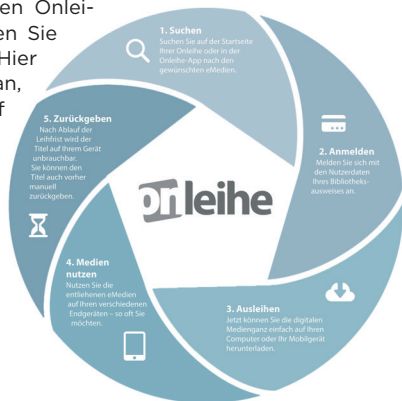 en Onlei-
en Sie
Hier
an,
f
1. Suchen
Suchen Sie auf der Startseite
Ihrer Onleihe oder in der
Onleihe-App nach den
gewünschten eMedien.
2. Anmelden
Melden Sie sich mit
den Nutzerdaten
Ihres Bibliotheks-
ausweises an.
3. Ausleihen
Jetzt können Sie die digitalen
Medienganz einfach auf Ihren
Computer oder Ihr Mobilgerät
herunterladen.
4. Medien
nutzen
Nutzen Sie die
entliehenen eMedien
auf Ihren verschiedenen
Endgeräten – so oft Sie
möchten.
5. Zurückgeben
Nach Ablauf der
Leihfrist wird der
Titel auf Ihrem Gerät
unbrauchbar.
Sie können den
Titel auch vorher
manuell
zurückgeben.
onleihe